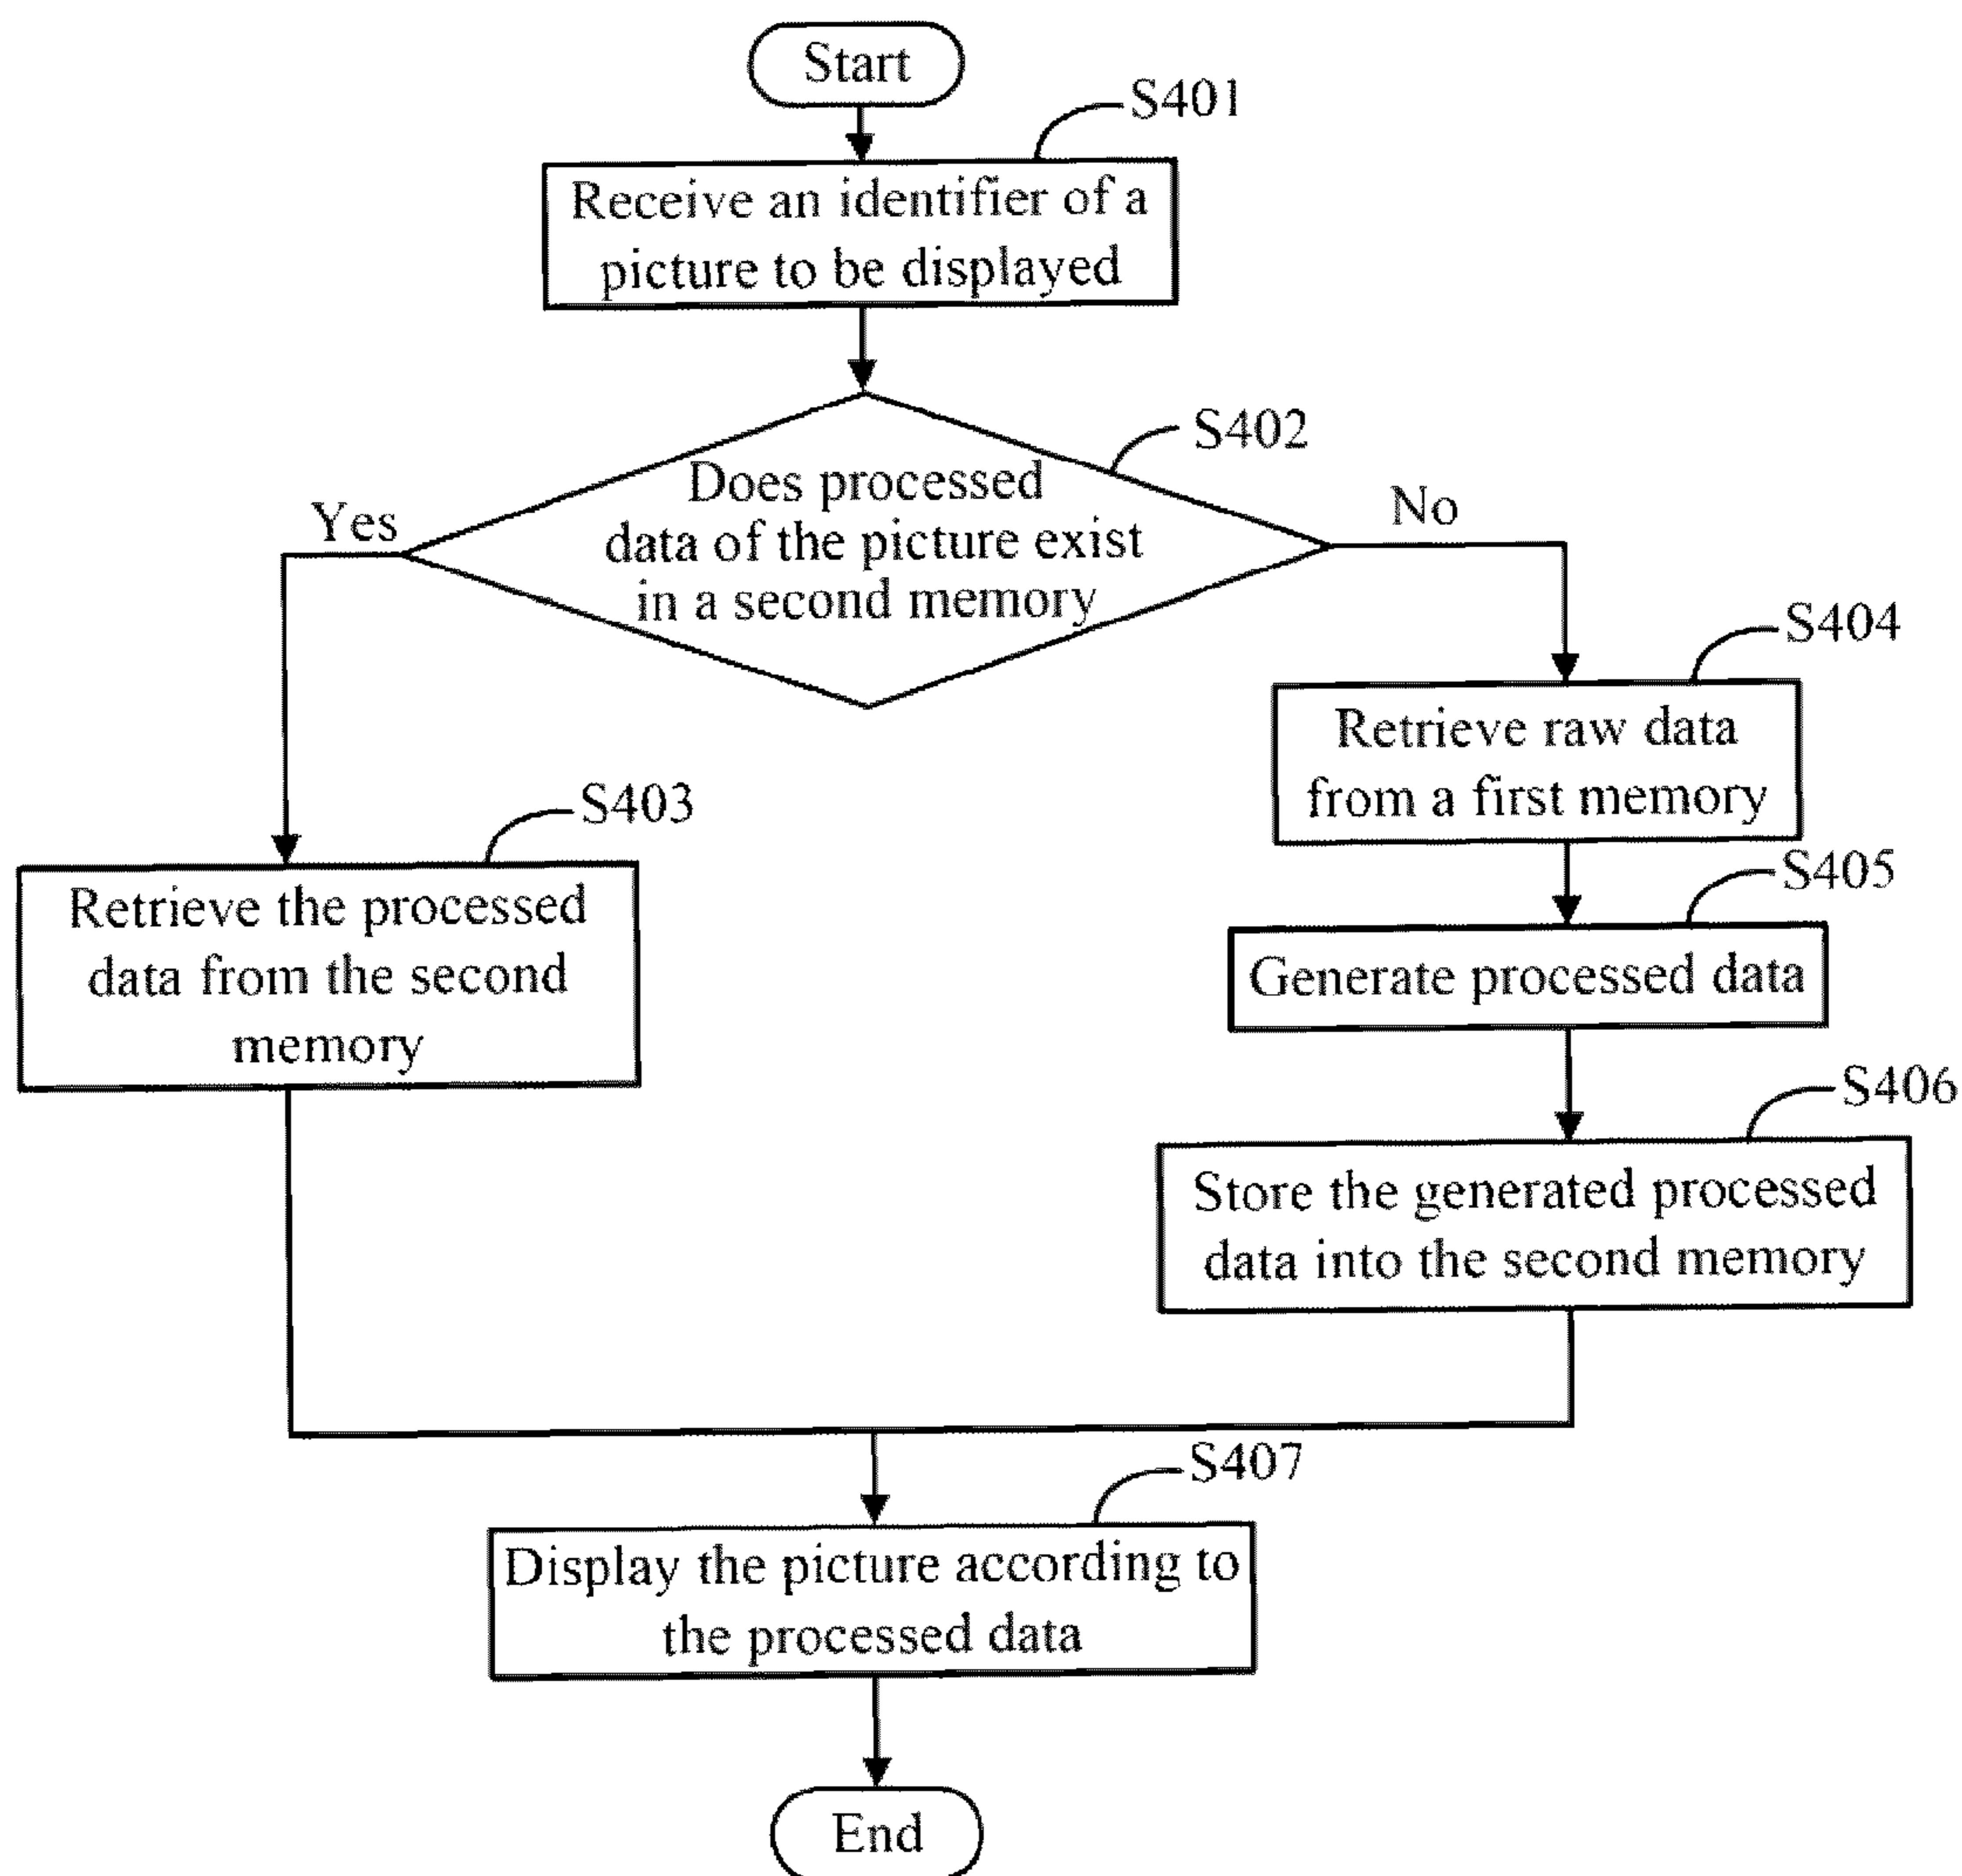 Start
S401
Receive an identifier of a
picture to be displayed
S402
Does processed
data of the picture exist
in a second memory
Yes
No
S404
Retrieve raw data
from a first memory
S403
Retrieve the processed
data from the second
memory
S405
Generate processed data
S406
Store the generated processed
data into the second memory
S407
Display the picture according to
the processed data
End